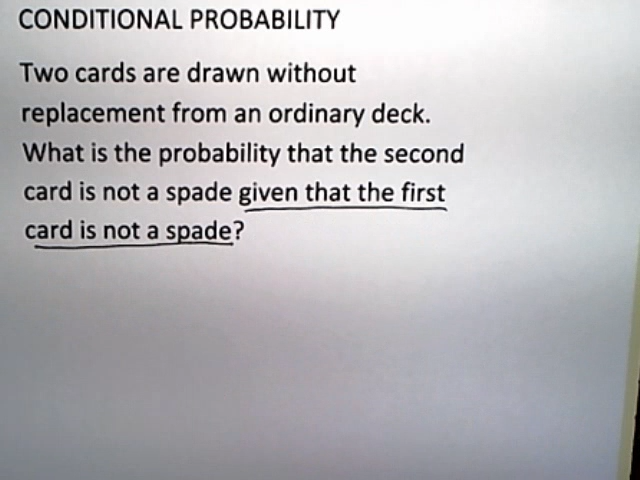 CONDITIONAL PROBABILITY
Two cards are drawn without
replacement from an ordinary deck.
What is the probability that the second
card is not a spade given that the first
card is not a spade?